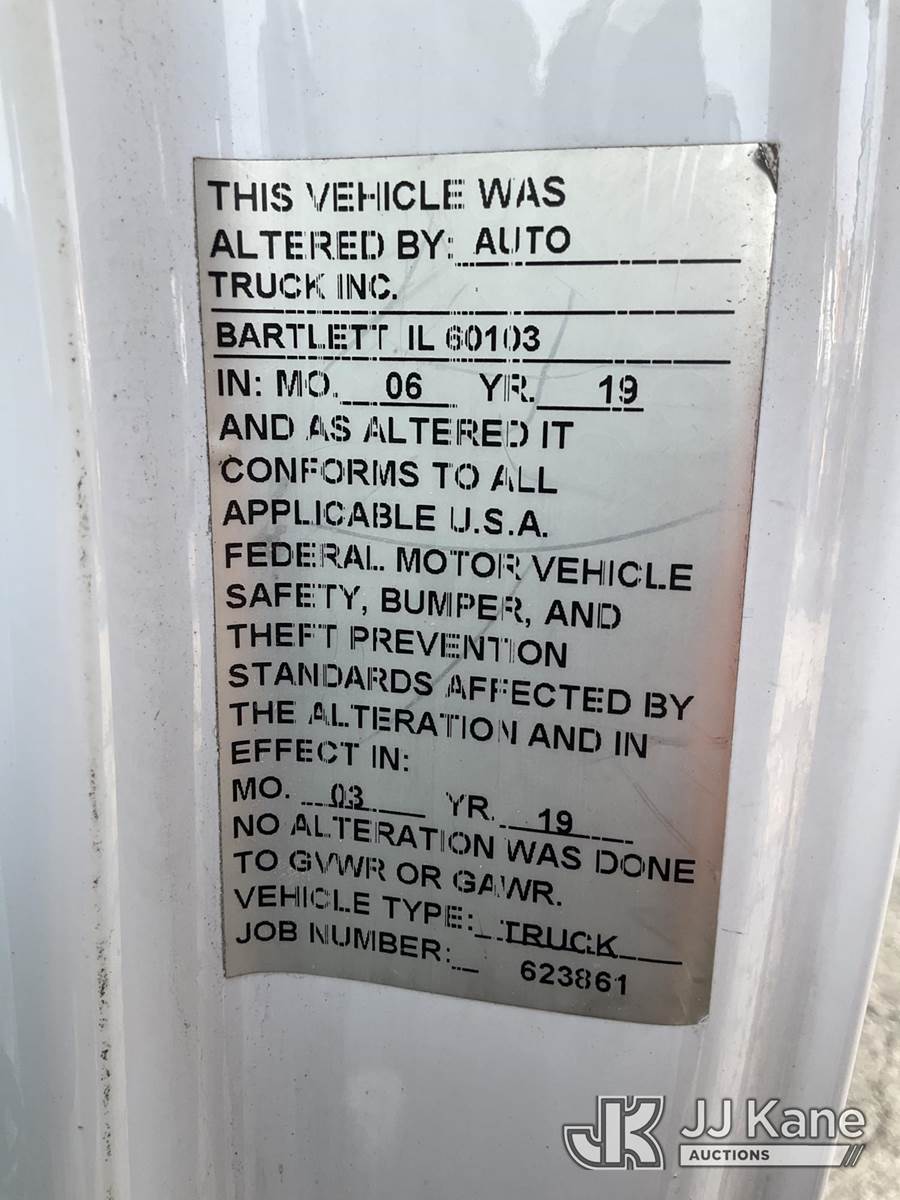 THIS VEHICLE WAS
ALTERED BY: AUTO
TRUCK INC.
BARTLETT IL 60103
IN: MO. 06 YR. 19
AND AS ALTERED IT
CONFORMS TO ALL
APPLICABLE U.S.A.
FEDERAL MOTOR VEHICLE
SAFETY, BUMPER, AND
THEFT PREVENTION
STANDARDS AFFECTED BY
THE ALTERATION AND IN
EFFECT IN:
MO. 03 YR. 19
NO ALTERATION WAS DONE
TO GVWR OR GAWR.
VEHICLE TYPE: TRUCK
JOB NUMBER: 623861
JK JJ Kane
AUCTIONS